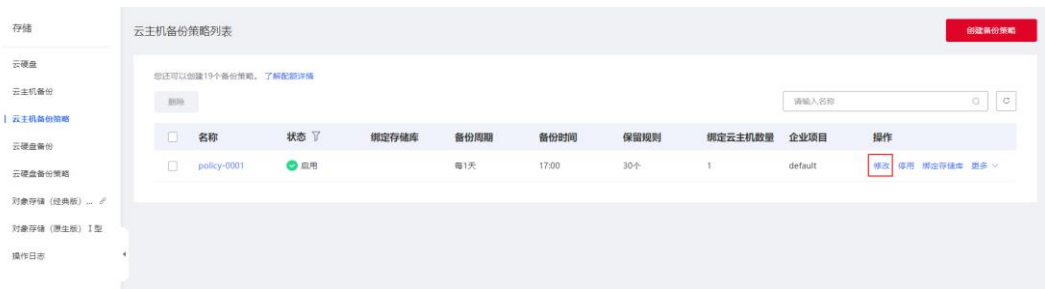 存储
云硬盘
云主机备份
云主机备份策略
云硬盘备份
云硬盘备份策略
对象存储（经典版）...
对象存储（原生版）I型
操作日志
云主机备份策略列表
创建备份策略
您还可以创建19个备份策略。 了解配额详情
删除
请输入名称
名称 状态 绑定存储库 备份周期 备份时间 保留规则 绑定云主机数量 企业项目 操作
policy-0001 启用 每1天 17:00 30个 1 default 修改 停用 绑定存储库 更多